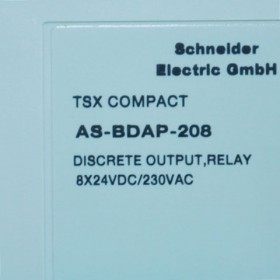 Schneider
Electric GmbH
TSX COMPACT
AS-BDAP-208
DISCRETE OUTPUT,RELAY
8X24VDC/230VAC